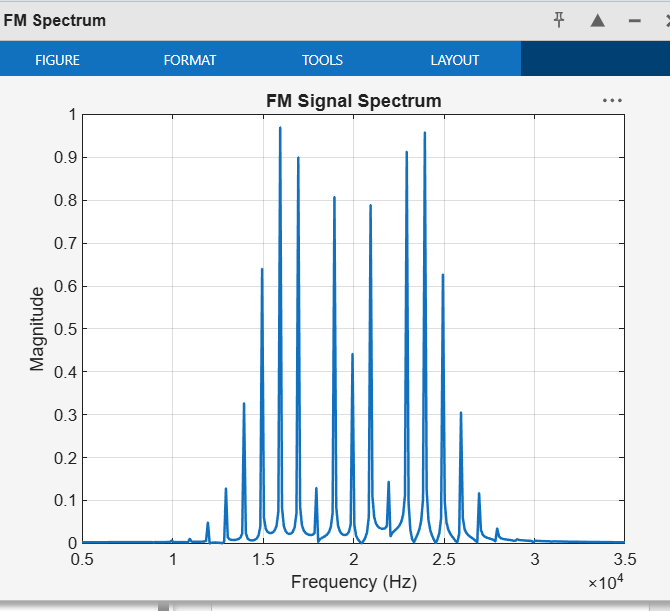 FM Spectrum
FIGURE FORMAT TOOLS LAYOUT
FM Signal Spectrum
1
0.9
0.8
0.7
0.6
0.5
0.4
0.3
0.2
0.1
0
Magnitude
0.5 1 1.5 2 2.5 3 3.5
Frequency (Hz)
×10⁴